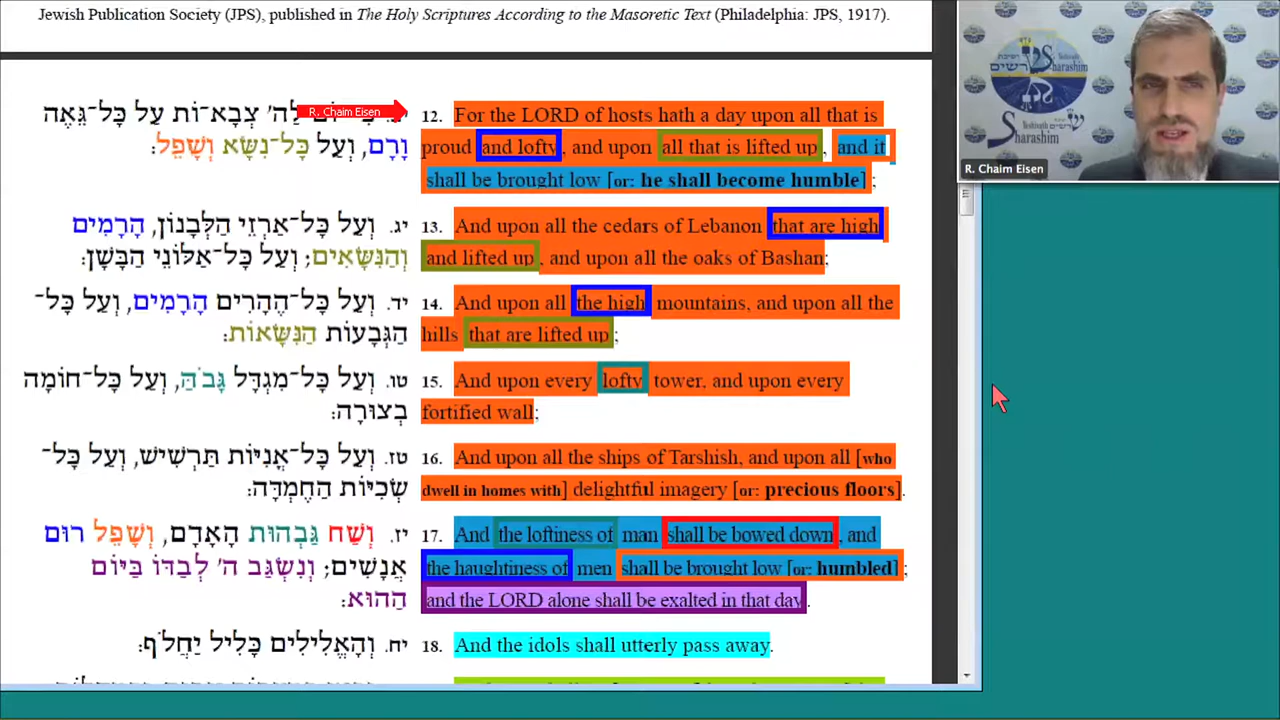 Jewish Publication Society (JPS), published in The Holy Scriptures According to the Masoretic Text (Philadelphia: JPS, 1917).
לַה' צְבָא־וֹת עַל כָּל־גֵּאֶה
וָרָם, וְעַל כָּל־נִשָּׂא וְשָׁפֵל:
R. Chaim Eisen
12. For the LORD of hosts hath a day upon all that is
proud and lofty, and upon all that is lifted up, and it
shall be brought low [or: he shall become humble];
יג. וְעַל כָּל־אַרְזֵי הַלְּבָנוֹן, הָרָמִים
וְהַנִּשָּׂאִים; וְעַל כָּל־אַלּוֹנֵי הַבָּשָׁן:
13. And upon all the cedars of Lebanon that are high
and lifted up, and upon all the oaks of Bashan;
יד. וְעַל כָּל־הֶהָרִים הָרָמִים, וְעַל כָּל־
הַגְּבָעוֹת הַנִּשָּׂאוֹת:
14. And upon all the high mountains, and upon all the
hills that are lifted up;
טו. וְעַל כָּל־מִגְדָּל גָּבֹהַּ, וְעַל כָּל־חוֹמָה
בְצוּרָה:
15. And upon every lofty tower, and upon every
fortified wall;
טז. וְעַל כָּל־אֳנִיּוֹת תַּרְשִׁישׁ, וְעַל כָּל־
שְׂכִיּוֹת הַחֶמְדָּה:
16. And upon all the ships of Tarshish, and upon all [who
dwell in homes with] delightful imagery [or: precious floors].
יז. וְשַׁח גַּבְהוּת הָאָדָם, וְשָׁפֵל רוּם
אֲנָשִׁים; וְנִשְׂגַּב ה' לְבַדּוֹ בַּיּוֹם
הַהוּא:
17. And the loftiness of man shall be bowed down, and
the haughtiness of men shall be brought low [or: humbled];
and the LORD alone shall be exalted in that day.
יח. וְהָאֱלִילִים כָּלִיל יַחֲלֹף:
18. And the idols shall utterly pass away.
Sharashim
R. Chaim Eisen